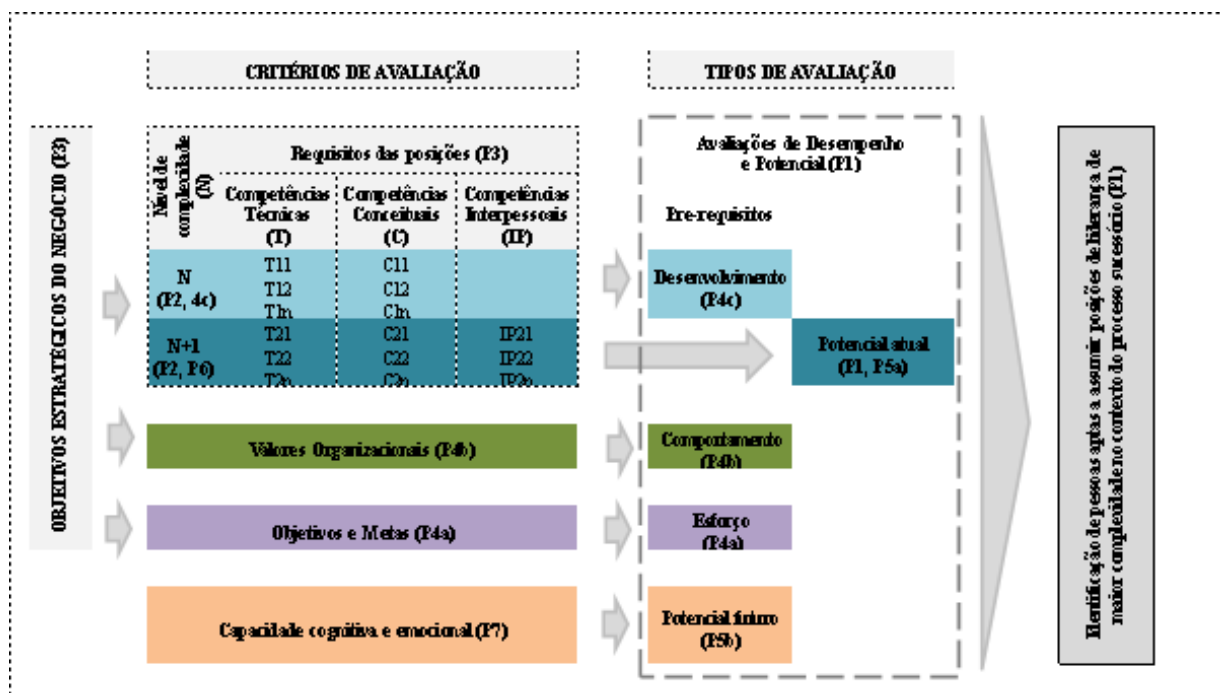 CRITÉRIOS DE AVALIAÇÃO
TIPOS DE AVALIAÇÃO
OBJETIVOS ESTRATÉGICOS DO NEGÓCIO (P3)
Nível de
complexidade
(N)
Requisitos das posições (P3)
Competências
Técnicas
(T)
Competências
Conceituais
(C)
Competências
Interpessoais
(IP)
N
(P2, 4c)
T11
T12
T1n
C11
C12
C1n
N+1
(P2, P6)
T21
T22
T2n
C21
C22
C2n
IP21
IP22
IP2n
Valores Organizacionais (P4b)
Objetivos e Metas (P4a)
Capacidade cognitiva e emocional (P7)
Avaliações de Desempenho
e Potencial (P1)
Pre-requisitos
Desenvolvimento
(P4c)
Potencial atual
(P1, P5a)
Comportamento
(P4b)
Esforço
(P4a)
Potencial futuro
(P5b)
Identificação de pessoas aptas a assumir posições de liderança de
maior complexidade no contexto do processo sucessório (P1)